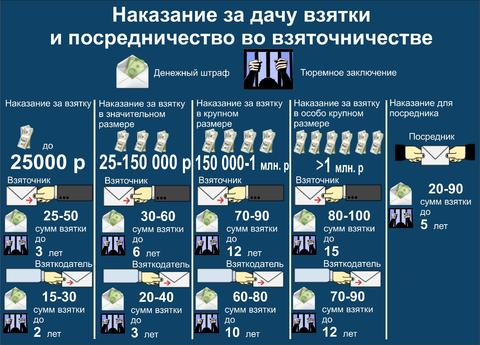 Наказание за дачу взятки
и посредничество во взяточничестве
Денежный штраф
Тюремное заключение
Наказание за взятку
до
25000 р
Взяточник
25-50
сумм взятки
до
3 лет
Взяткодатель
15-30
сумм взятки
до
2 лет
Наказание за взятку
в значительном
размере
25-150 000 р
Взяточник
30-60
сумм взятки
до
6 лет
Взяткодатель
20-40
сумм взятки
до
3 лет
Наказание за взятку
в крупном
размере
150 000-1 млн. р
Взяточник
70-90
сумм взятки
до
12 лет
Взяткодатель
60-80
сумм взятки
до
10 лет
Наказание за взятку
в особо крупном
размере
>1 млн. р
Взяточник
80-100
сумм взятки
до
15
Взяткодатель
70-90
сумм взятки
до
12 лет
Наказание для
посредника
Посредник
20-90
сумм взятки
до
5 лет